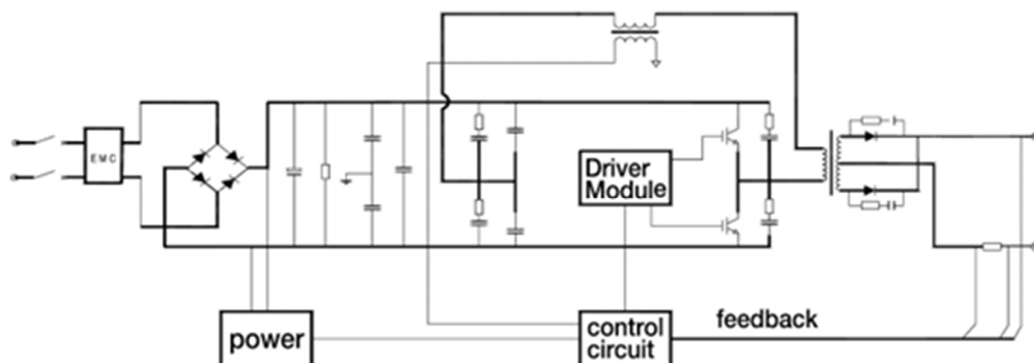 EMC
Driver
Module
power
control
circuit
feedback